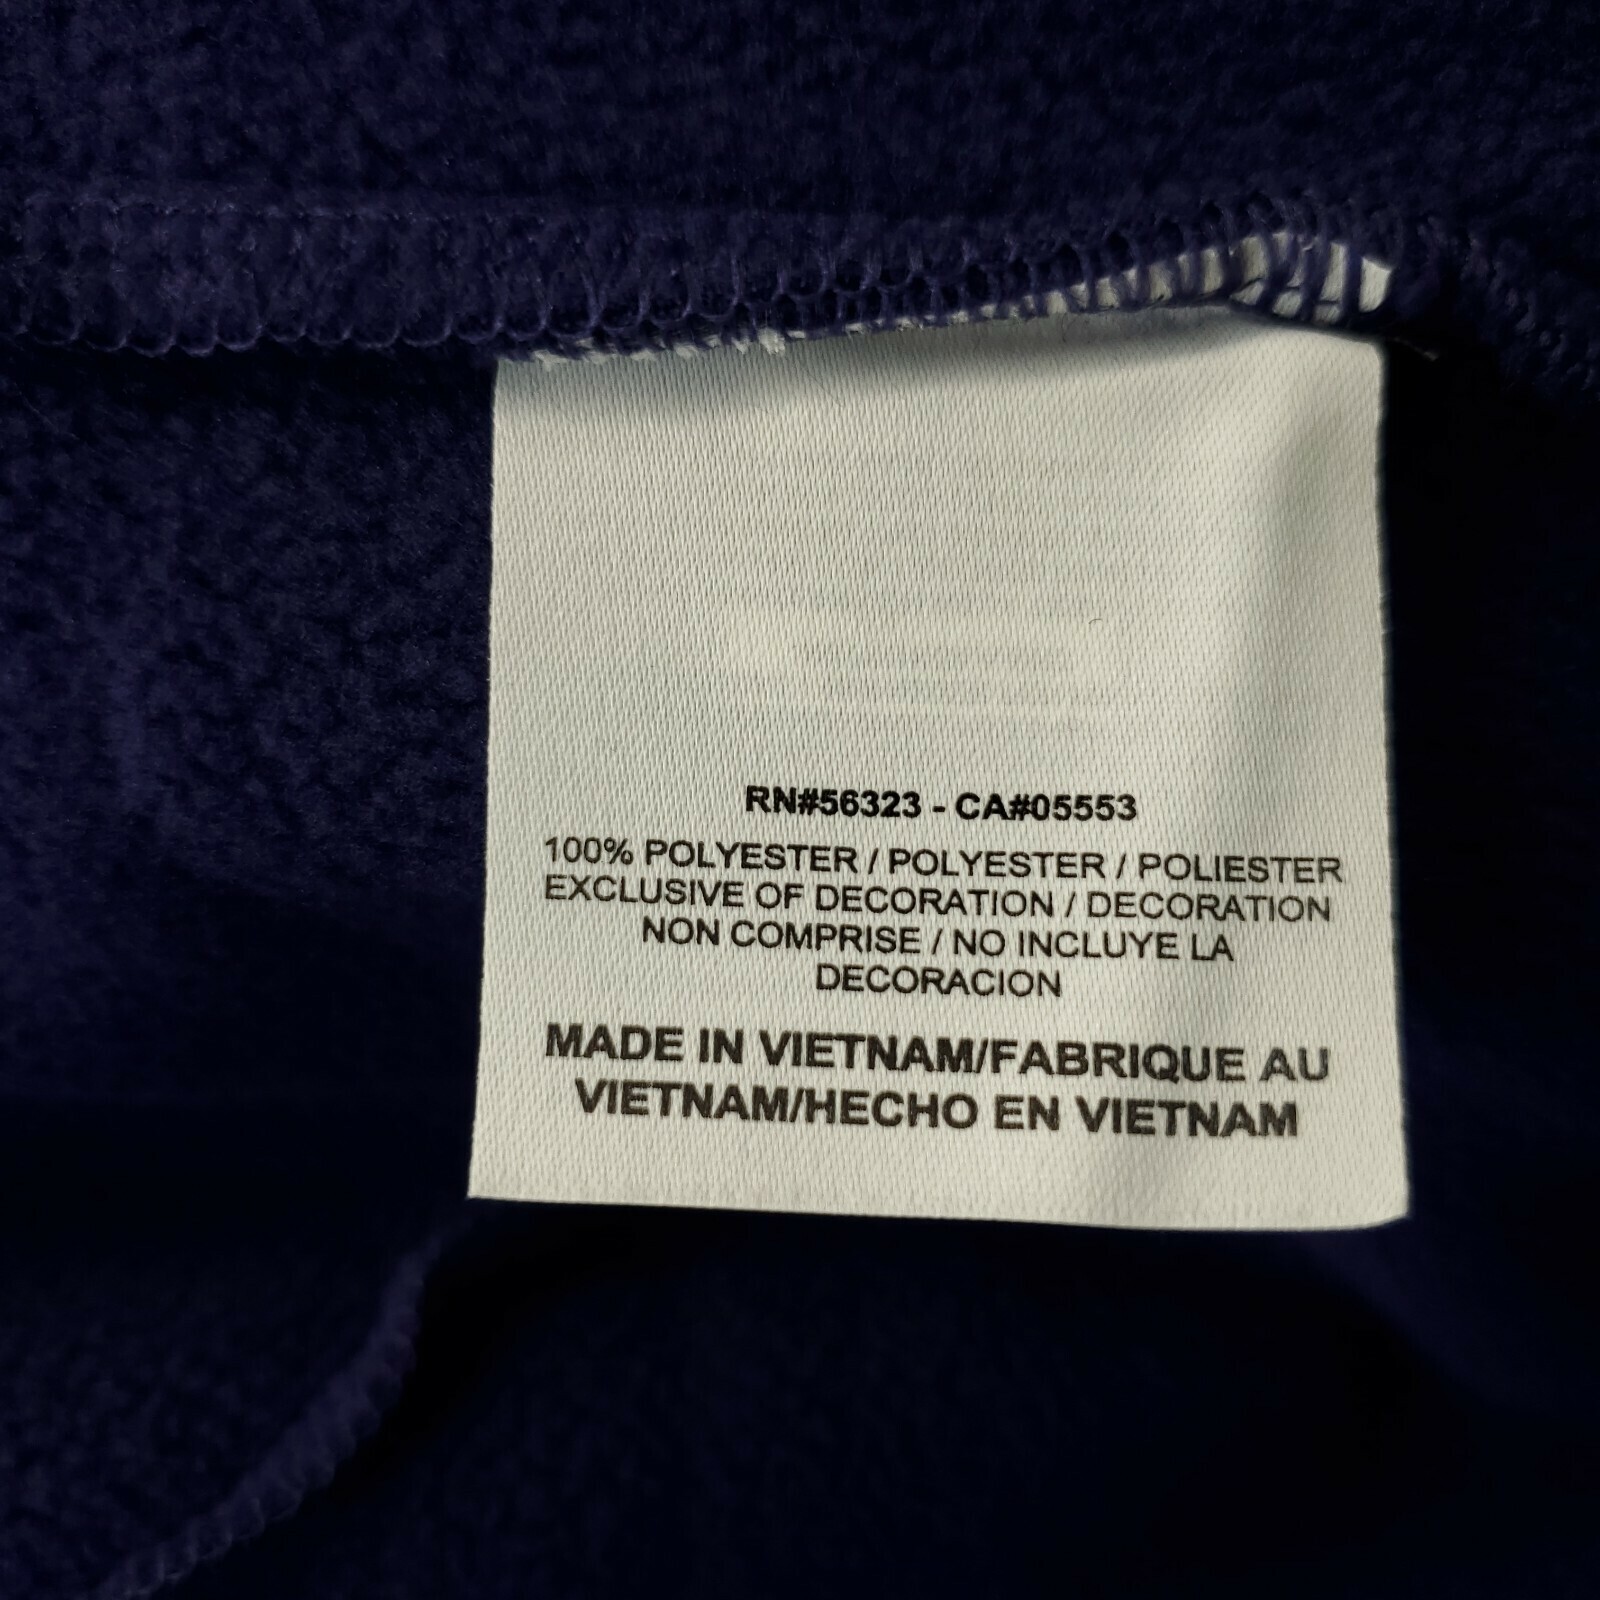 RN#56323 - CA#05553
100% POLYESTER / POLYESTER / POLIESTER
EXCLUSIVE OF DECORATION / DECORATION
NON COMPRISE / NO INCLUYE LA
DECORACION
MADE IN VIETNAM/FABRIQUE AU
VIETNAM/HECHO EN VIETNAM